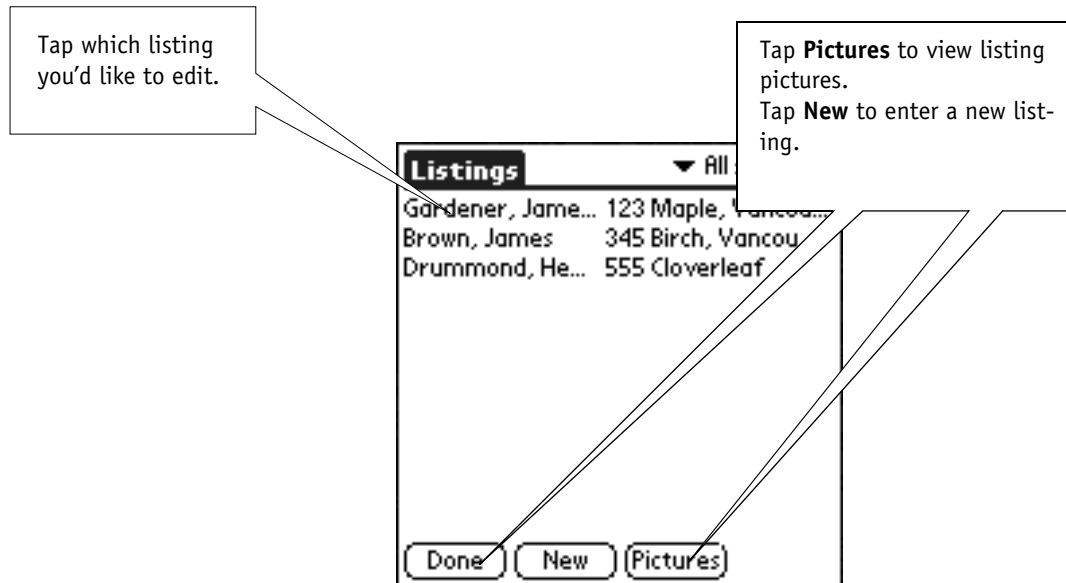 Tap which listing
you'd like to edit.
Tap Pictures to view listing
pictures.
Tap New to enter a new list-
ing.
Listings All
Gardener, Jame... 123 Maple,
Brown, James 345 Birch, Vancou
Drummond, He... 555 Cloverleaf
Done New Pictures